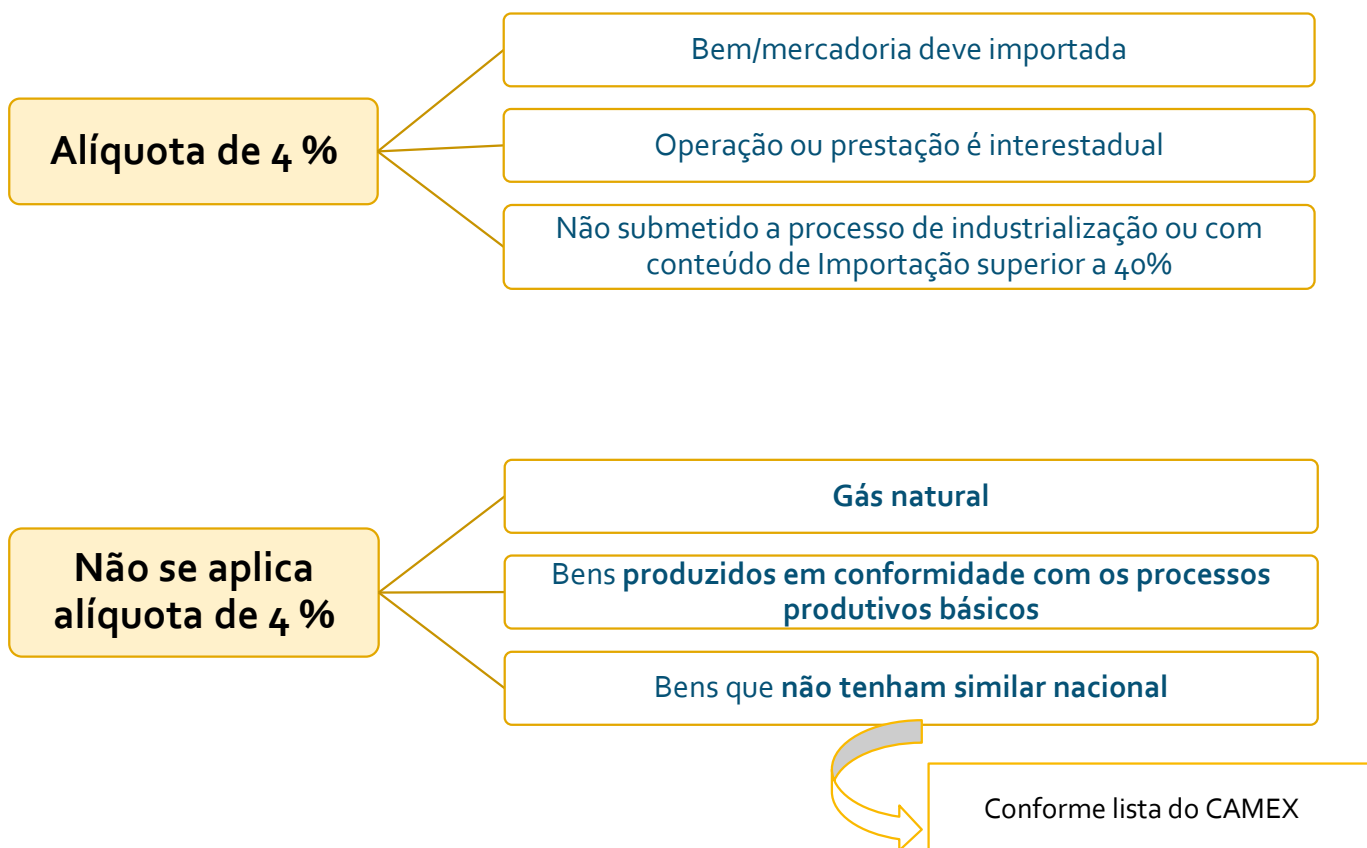 Bem/mercadoria deve importada
Alíquota de 4 %
Operação ou prestação é interestadual
Não submetido a processo de industrialização ou com
conteúdo de Importação superior a 40%
Gás natural
Não se aplica
alíquota de 4 %
Bens produzidos em conformidade com os processos
produtivos básicos
Bens que não tenham similar nacional
Conforme lista do CAMEX